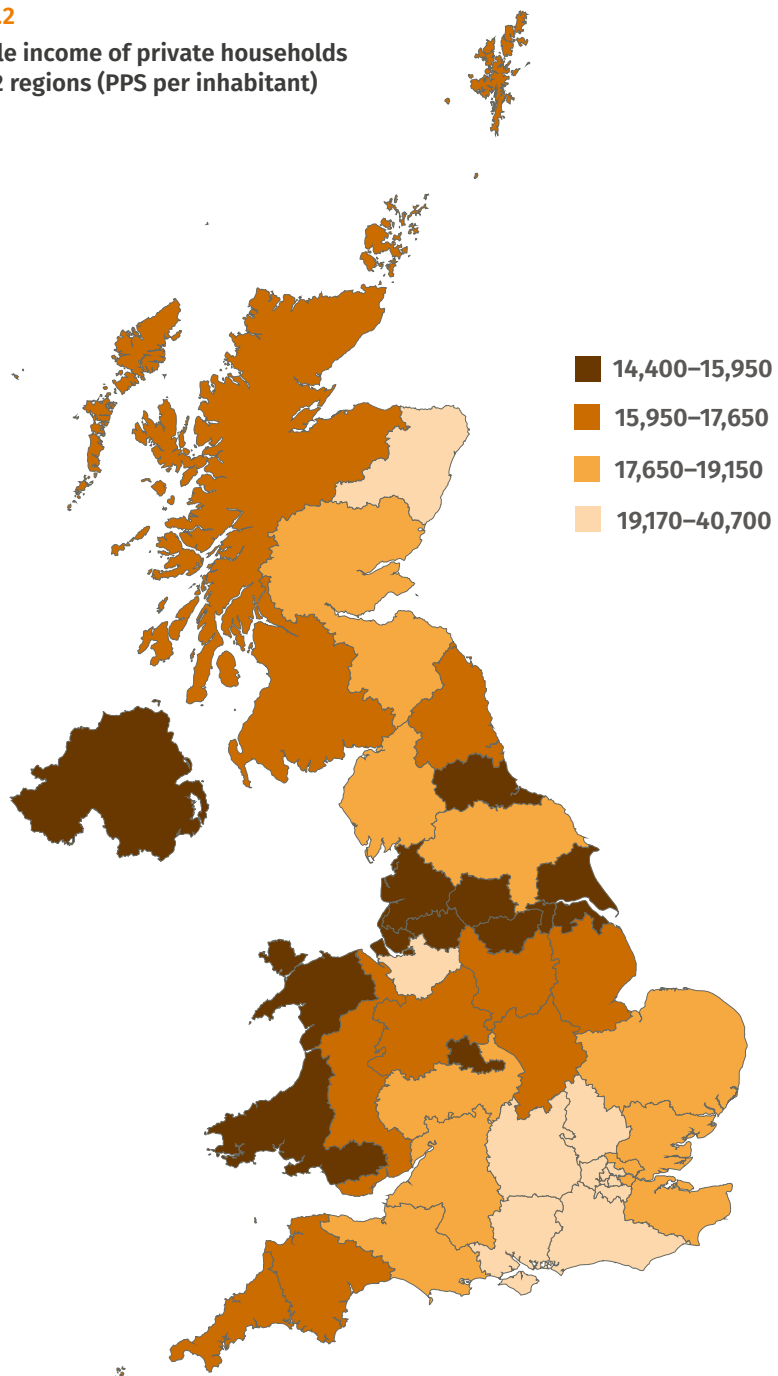 .2
le income of private households
2 regions (PPS per inhabitant)
14,400–15,950
15,950–17,650
17,650–19,150
19,170–40,700